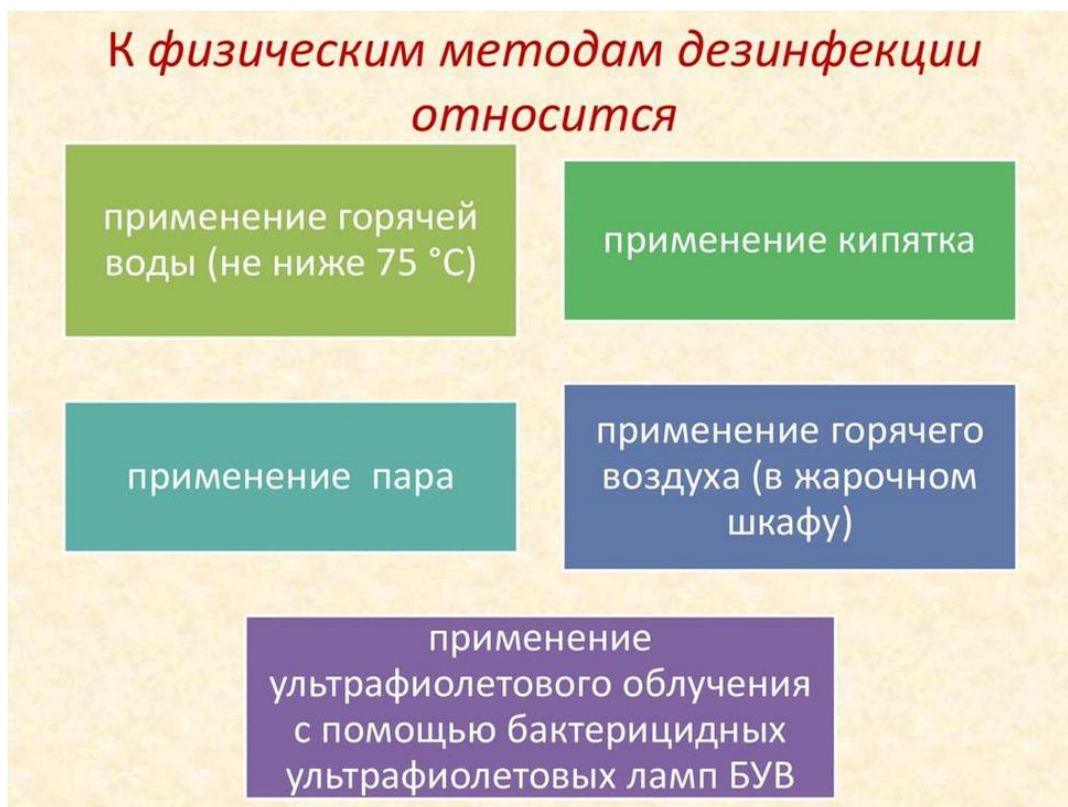 К физическим методам дезинфекции
относится
применение горячей
воды (не ниже 75 °С)
применение кипятка
применение пара
применение горячего
воздуха (в жарочном
шкафу)
применение
ультрафиолетового облучения
с помощью бактерицидных
ультрафиолетовых ламп БУВ